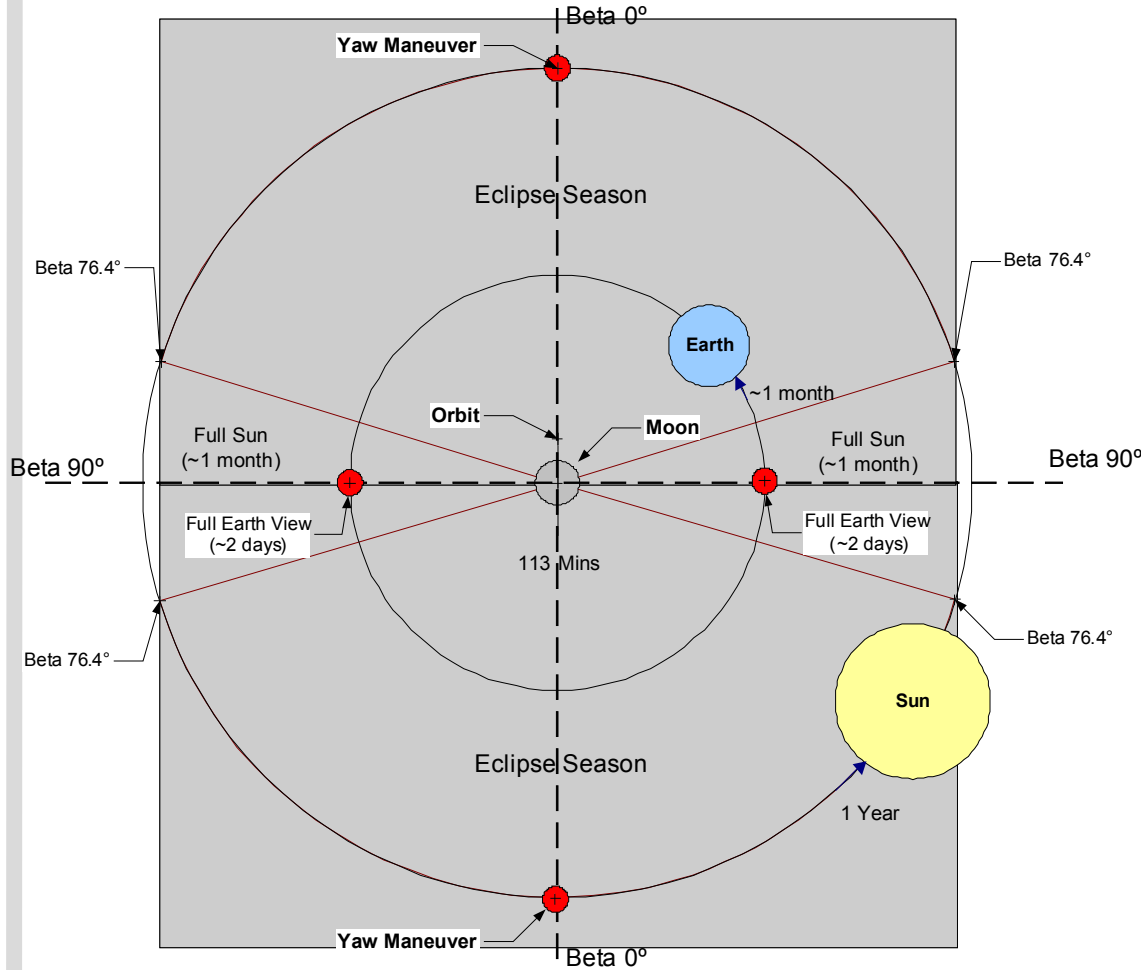 Beta 0º
Yaw Maneuver
Eclipse Season
Beta 76.4°
Beta 76.4°
Earth
~1 month
Orbit
Moon
Full Sun
(~1 month)
Full Sun
(~1 month)
Beta 90º
Beta 90º
Full Earth View
(~2 days)
Full Earth View
(~2 days)
113 Mins
Beta 76.4°
Beta 76.4°
Sun
Eclipse Season
1 Year
Yaw Maneuver
Beta 0º